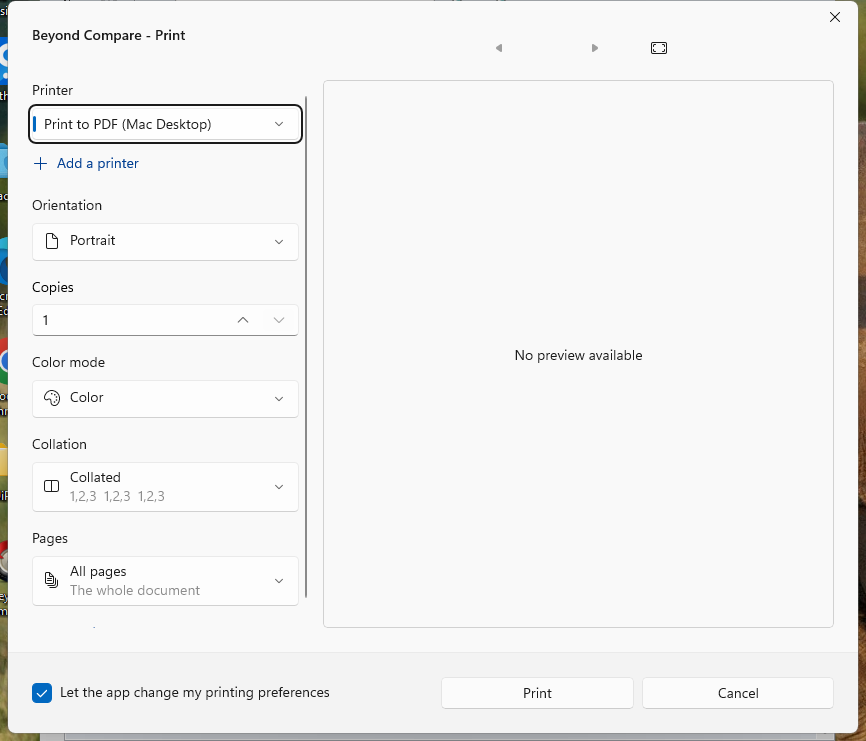 Beyond Compare - Print
Printer
Print to PDF (Mac Desktop)
Add a printer
Orientation
Portrait
Copies
1
Color mode
Color
Collation
Collated
1,2,3 1,2,3 1,2,3
Pages
All pages
The whole document
No preview available
Let the app change my printing preferences
Print
Cancel